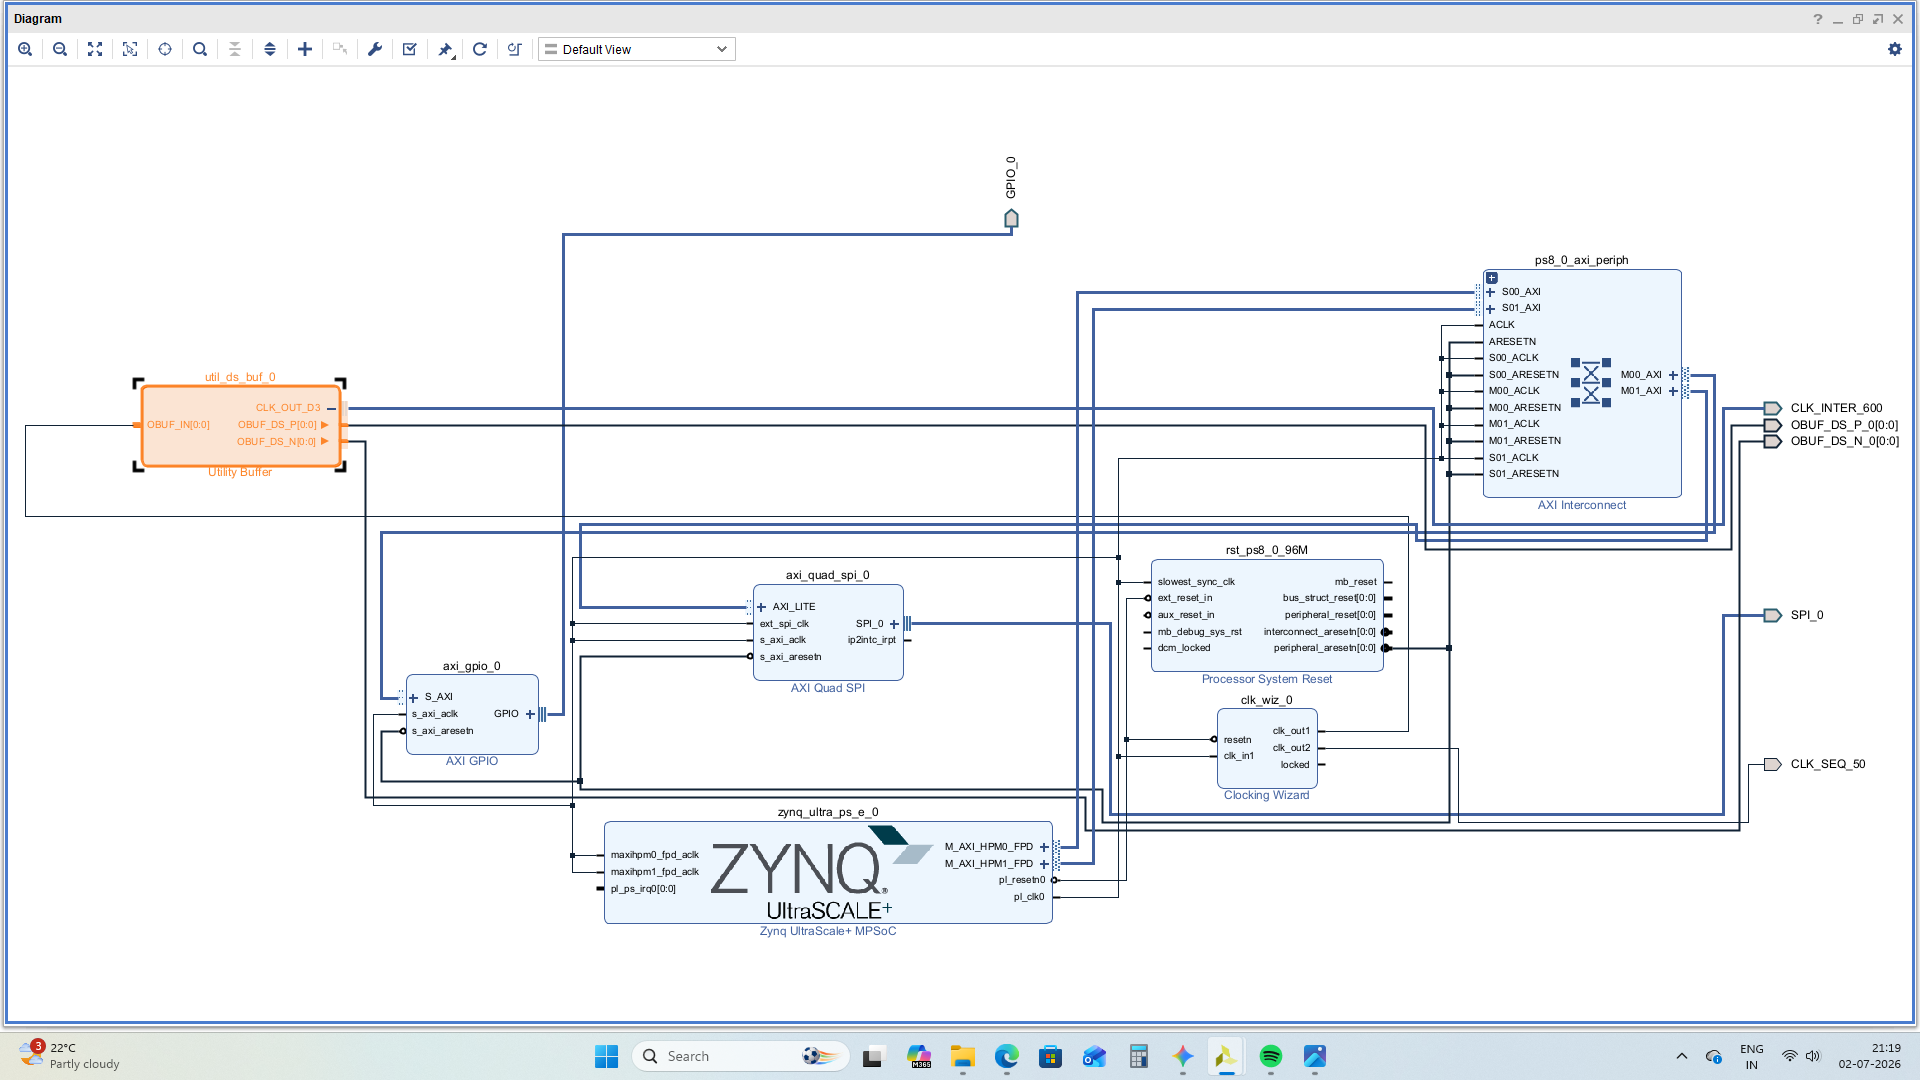 Diagram
?
Default View
GPIO_0
ps8_0_axi_periph
S00_AXI
S01_AXI
ACLK
ARESETN
S00_ACLK
S00_ARESETN
M00_ACLK
M00_ARESETN
M01_ACLK
M01_ARESETN
S01_ACLK
S01_ARESETN
M00_AXI
M01_AXI
AXI Interconnect
util_ds_buf_0
OBUF_IN[0:0]
CLK_OUT_D3
OBUF_DS_P[0:0]
OBUF_DS_N[0:0]
Utility Buffer
CLK_INTER_600
OBUF_DS_P_0[0:0]
OBUF_DS_N_0[0:0]
rst_ps8_0_96M
slowest_sync_clk
ext_reset_in
aux_reset_in
mb_debug_sys_rst
dcm_locked
mb_reset
bus_struct_reset[0:0]
peripheral_reset[0:0]
interconnect_aresetn[0:0]
peripheral_aresetn[0:0]
Processor System Reset
axi_quad_spi_0
AXI_LITE
ext_spi_clk
s_axi_aclk
s_axi_aresetn
SPI_0
ip2intc_irpt
AXI Quad SPI
SPI_0
axi_gpio_0
S_AXI
s_axi_aclk
s_axi_aresetn
GPIO
AXI GPIO
clk_wiz_0
resetn
clk_in1
clk_out1
clk_out2
locked
Clocking Wizard
CLK_SEQ_50
zynq_ultra_ps_e_0
maxihpm0_fpd_aclk
maxihpm1_fpd_aclk
pl_ps_irq0[0:0]
ZYNQ®
UltraSCALE+
M_AXI_HPM0_FPD
M_AXI_HPM1_FPD
pl_resetn0
pl_clk0
Zynq UltraScale+ MPSoC
3
22°C
Partly cloudy
Search
M365
ENG
IN
21:19
02-07-2026